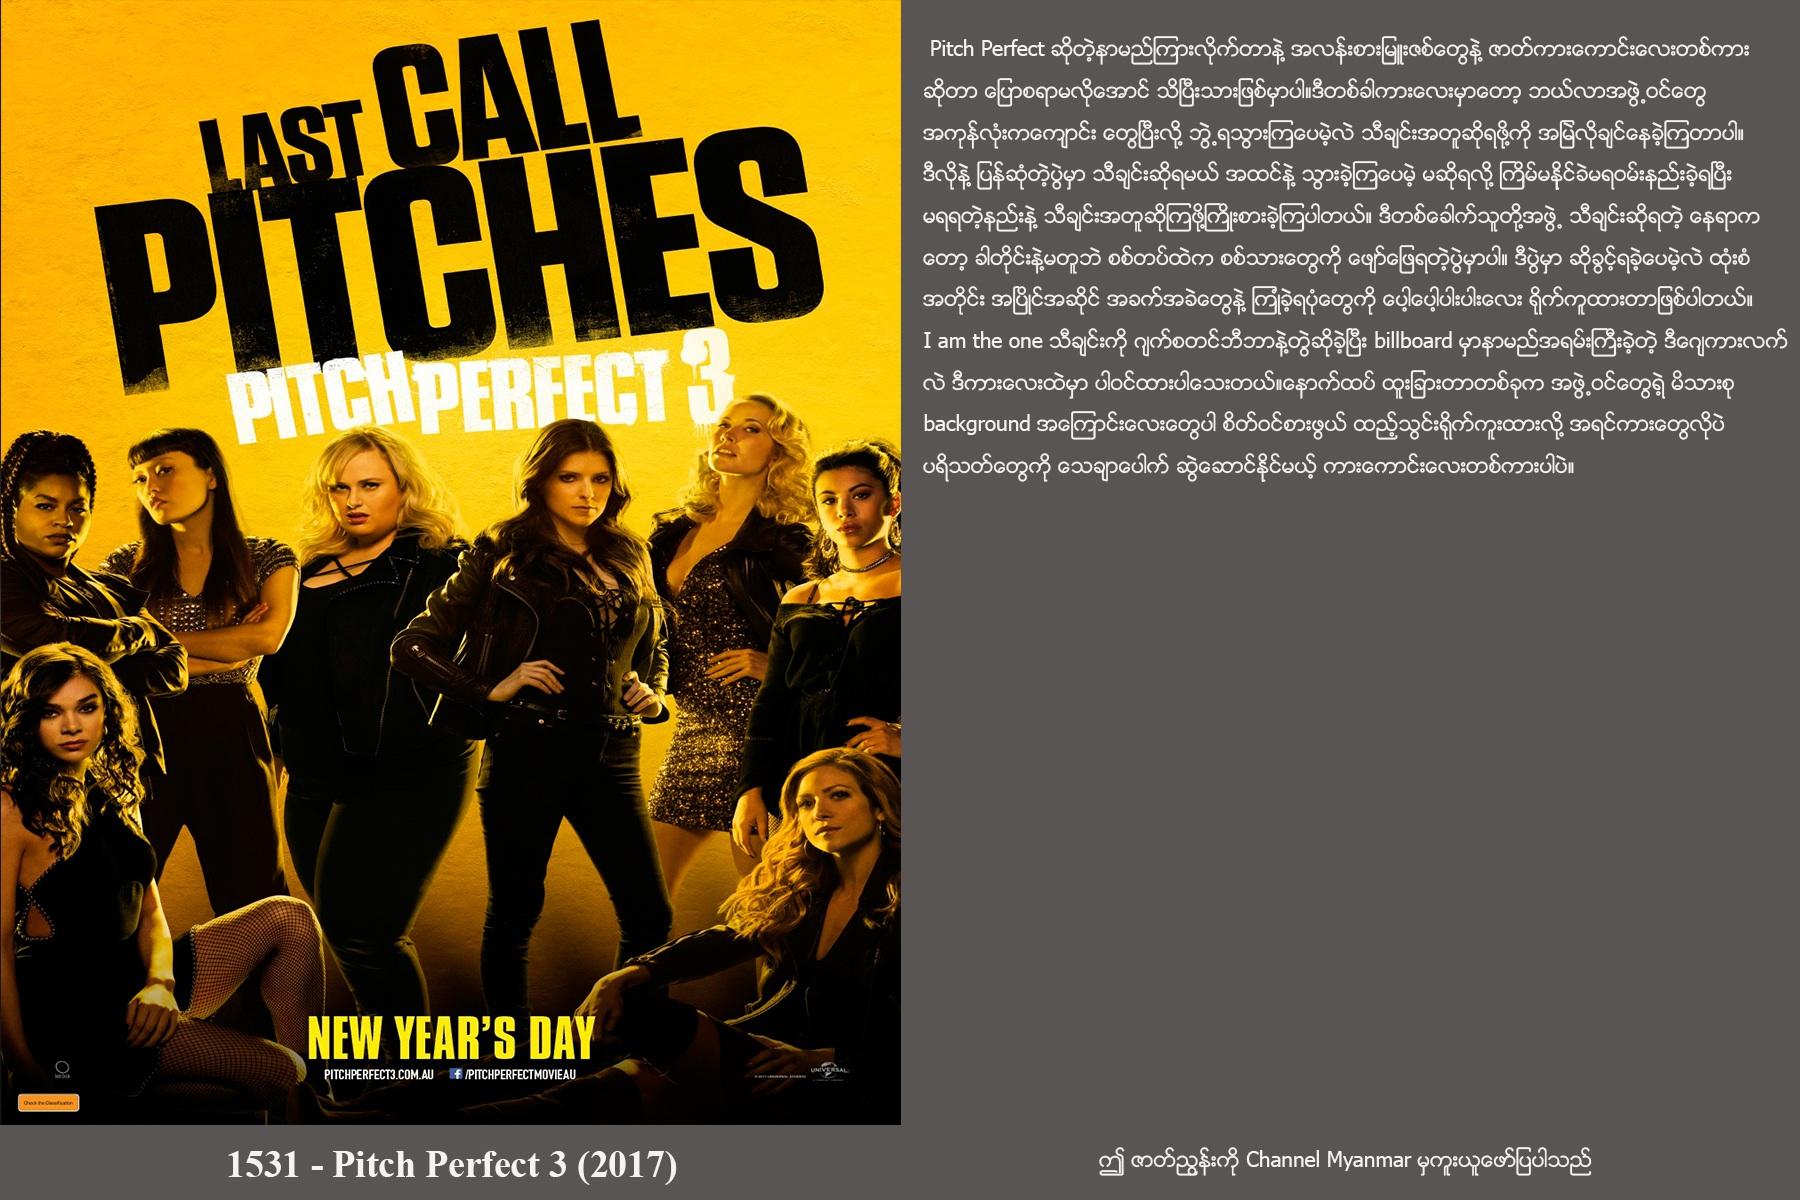 LAST CALL
PITCHES
PITCH PERFECT 3
NEW YEAR'S DAY
PITCHPERFECT3.COM.AU /PITCHPERFECTMOVIEAU
UNIVERSAL
Check the Classification
1531 - Pitch Perfect 3 (2017)
Pitch Perfect ဆိုတဲ့နာမည်ကြားလိုက်တာနဲ့ အလန်းစားမြူးဇစ်တွေနဲ့ ဇာတ်ကားကောင်းလေးတစ်ကား
ဆိုတာ ပြောစရာမလိုအောင် သိပြီးသားဖြစ်မှာပါ။ဒီတစ်ခါကားလေးမှာတော့ ဘယ်လာအဖွဲ့ဝင်တွေ
အကုန်လုံးကကျောင်း တွေပြီးလို့ ဘွဲ့ရသွားကြပေမဲ့လဲ သီချင်းအတူဆိုရဖို့ကို အမြဲလိုချင်နေခဲ့ကြတာပါ။
ဒီလိုနဲ့ ပြန်ဆုံတဲ့ပွဲမှာ သီချင်းဆိုရမယ် အထင်နဲ့ သွားခဲ့ကြပေမဲ့ မဆိုရလို့ ကြိမ်မနိုင်ခဲမရဝမ်းနည်းခဲ့ရပြီး
မရရတဲ့နည်းနဲ့ သီချင်းအတူဆိုကြဖို့ကြိုးစားခဲ့ကြပါတယ်။ ဒီတစ်ခေါက်သူတို့အဖွဲ့ သီချင်းဆိုရတဲ့ နေရာက
တော့ ခါတိုင်းနဲ့မတူဘဲ စစ်တပ်ထဲက စစ်သားတွေကို ဖျော်ဖြေရတဲ့ပွဲမှာပါ။ ဒီပွဲမှာ ဆိုခွင့်ရခဲ့ပေမဲ့လဲ ထုံးစံ
အတိုင်း အပြိုင်အဆိုင် အခက်အခဲတွေနဲ့ ကြုံခဲ့ရပုံတွေကို ပေါ့ပေါ့ပါးပါးလေး ရိုက်ကူထားတာဖြစ်ပါတယ်။
I am the one သီချင်းကို ဂျက်စတင်ဘီဘာနဲ့တွဲဆိုခဲ့ပြီး billboard မှာနာမည်အရမ်းကြီးခဲ့တဲ့ ဒီဂျေကားလက်
လဲ ဒီကားလေးထဲမှာ ပါဝင်ထားပါသေးတယ်။နောက်ထပ် ထူးခြားတာတစ်ခုက အဖွဲ့ဝင်တွေရဲ့ မိသားစု
background အကြောင်းလေးတွေပါ စိတ်ဝင်စားဖွယ် ထည့်သွင်းရိုက်ကူးထားလို့ အရင်ကားတွေလိုပဲ
ပရိသတ်တွေကို သေချာပေါက် ဆွဲဆောင်နိုင်မယ့် ကားကောင်းလေးတစ်ကားပါပဲ။
ဤ ဇာတ်ညွှန်းကို Channel Myanmar မှကူးယူဖော်ပြပါသည်